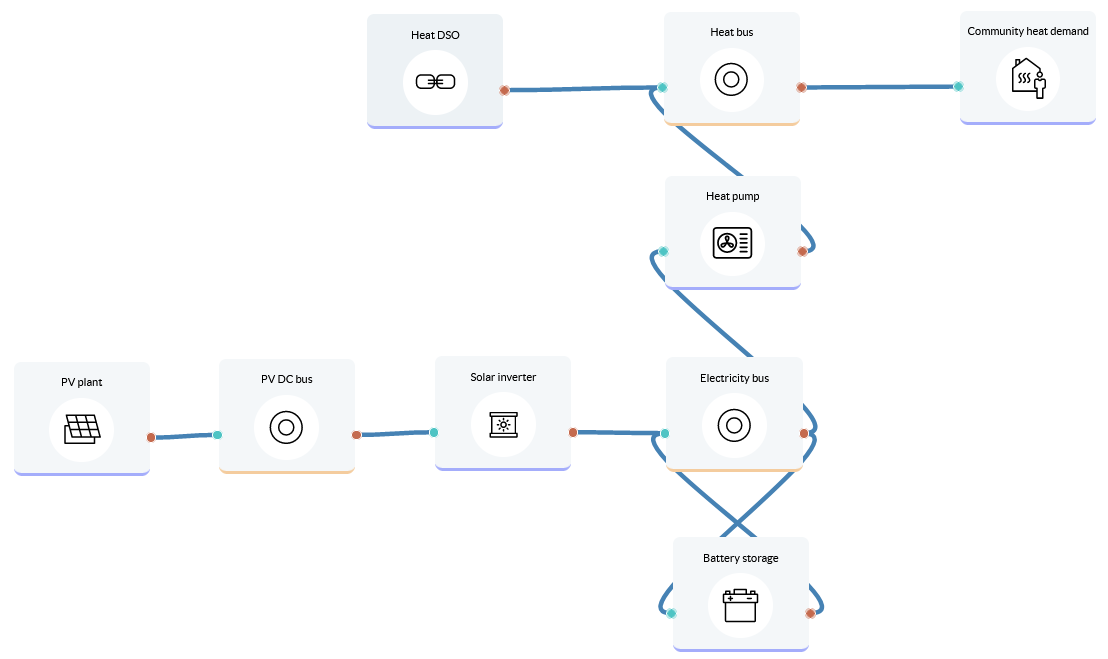 Heat DSO
Heat bus
Community heat demand
Heat pump
PV plant
PV DC bus
Solar inverter
Electricity bus
Battery storage